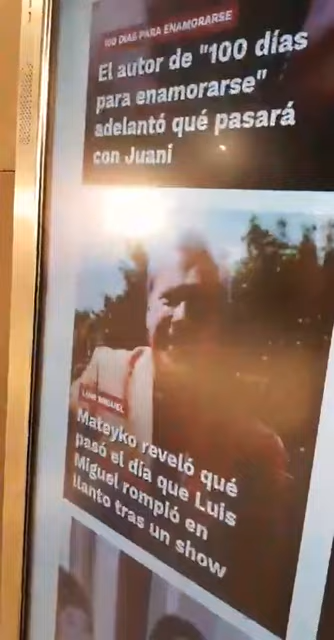 100 DÍAS PARA ENAMORARSE
El autor de "100 días
para enamorarse"
adelantó qué pasará
con Juani
LUIS MIGUEL
Mateyko reveló qué
pasó el día que Luis
Miguel rompió en
llanto tras un show